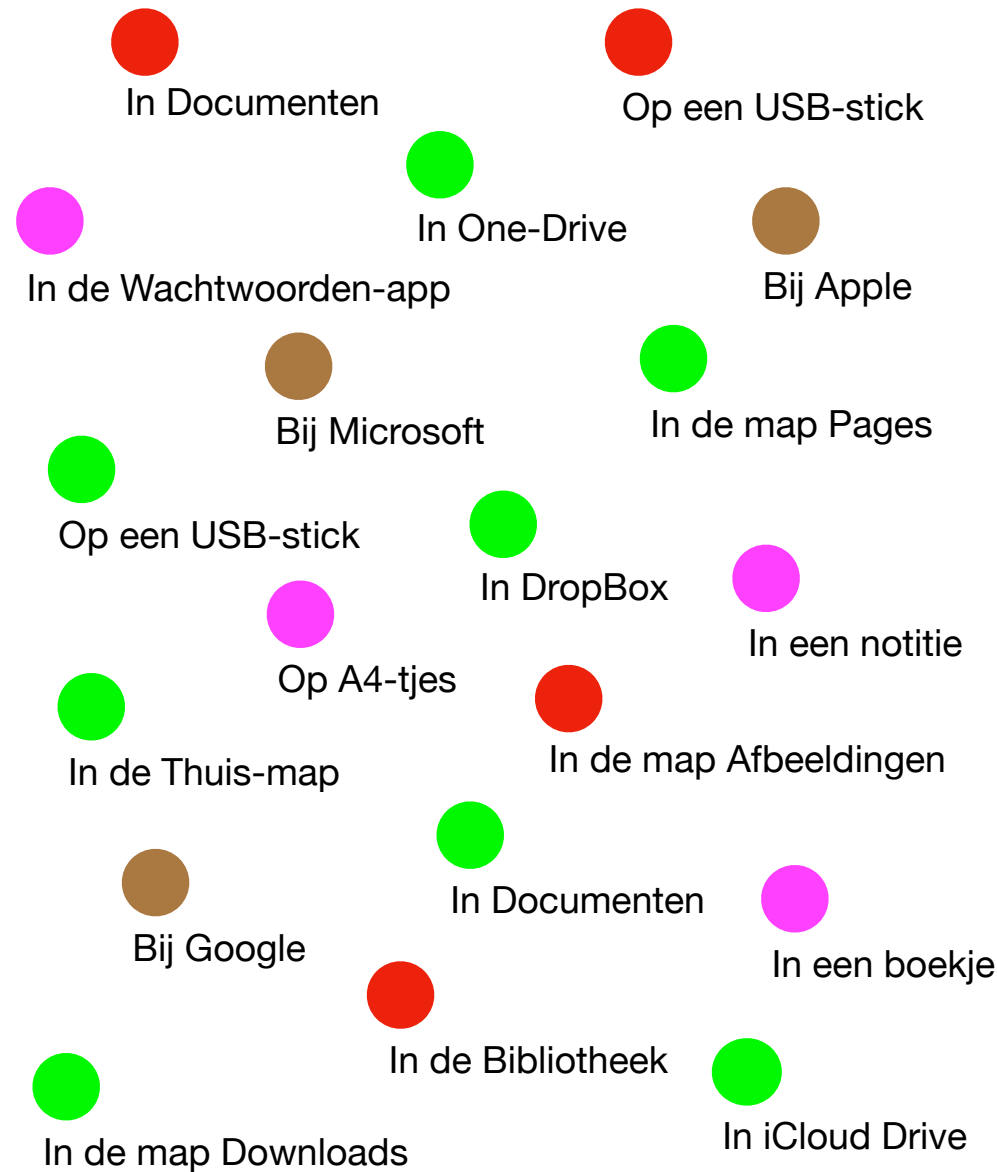 In Documenten
Op een USB-stick
In One-Drive
In de Wachtwoorden-app
Bij Apple
Bij Microsoft
In de map Pages
Op een USB-stick
In DropBox
In een notitie
Op A4-tjes
In de map Afbeeldingen
In de Thuis-map
In Documenten
Bij Google
In een boekje
In de Bibliotheek
In iCloud Drive
In de map Downloads